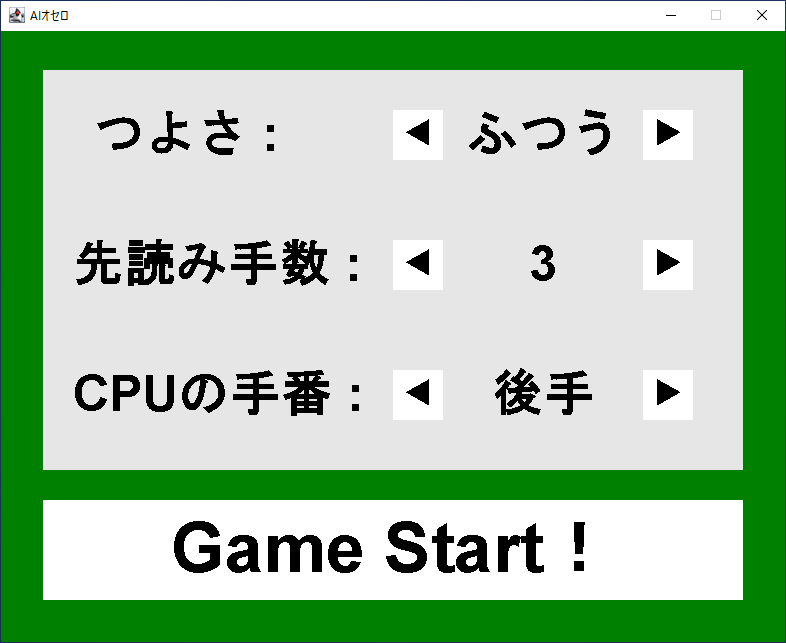 AIオセロ
つよさ： ◀ ふつう ▶
先読み手数： ◀ 3 ▶
CPUの手番： ◀ 後手 ▶
Game Start！